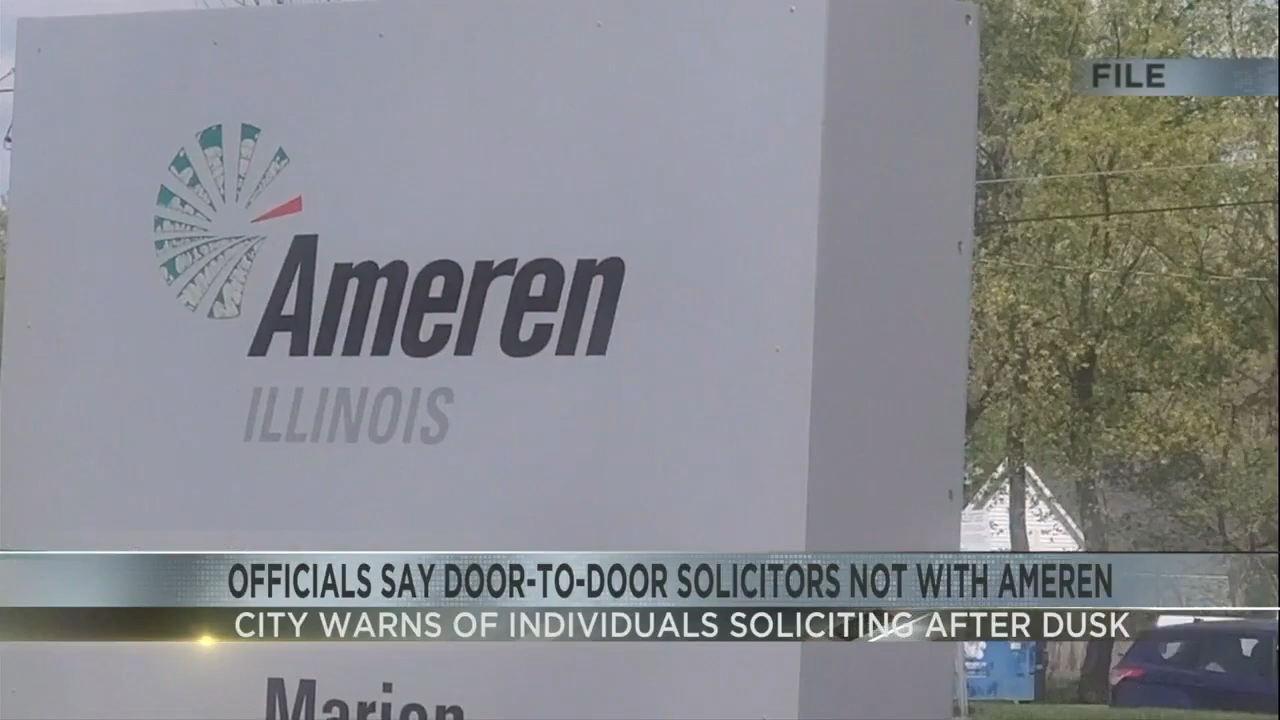 FILE
Ameren
ILLINOIS
OFFICIALS SAY DOOR-TO-DOOR SOLICITORS NOT WITH AMEREN
CITY WARNS OF INDIVIDUALS SOLICITING AFTER DUSK
Marion